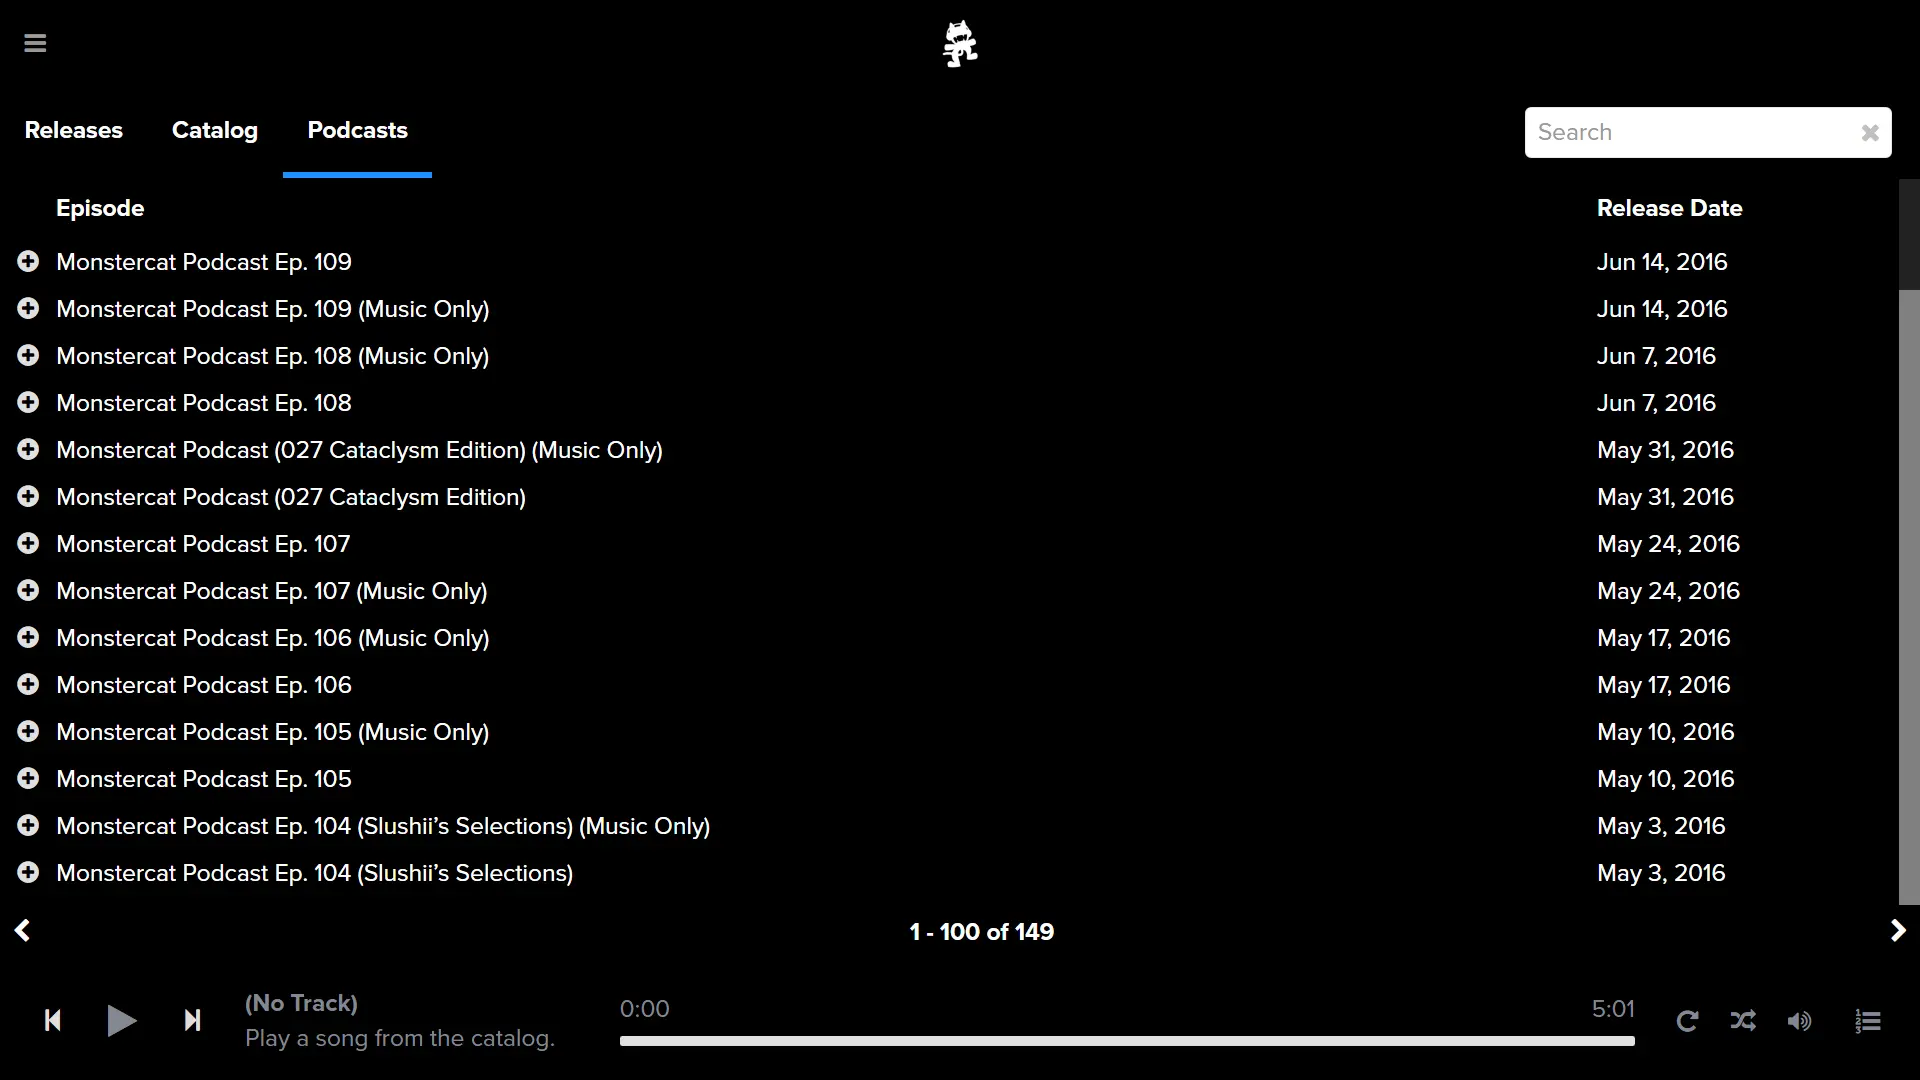 Releases Catalog Podcasts Search
Episode Release Date
Monstercat Podcast Ep. 109 Jun 14, 2016
Monstercat Podcast Ep. 109 (Music Only) Jun 14, 2016
Monstercat Podcast Ep. 108 (Music Only) Jun 7, 2016
Monstercat Podcast Ep. 108 Jun 7, 2016
Monstercat Podcast (027 Cataclysm Edition) (Music Only) May 31, 2016
Monstercat Podcast (027 Cataclysm Edition) May 31, 2016
Monstercat Podcast Ep. 107 May 24, 2016
Monstercat Podcast Ep. 107 (Music Only) May 24, 2016
Monstercat Podcast Ep. 106 (Music Only) May 17, 2016
Monstercat Podcast Ep. 106 May 17, 2016
Monstercat Podcast Ep. 105 (Music Only) May 10, 2016
Monstercat Podcast Ep. 105 May 10, 2016
Monstercat Podcast Ep. 104 (Slushii’s Selections) (Music Only) May 3, 2016
Monstercat Podcast Ep. 104 (Slushii’s Selections) May 3, 2016
1 - 100 of 149
(No Track) 0:00 5:01
Play a song from the catalog.